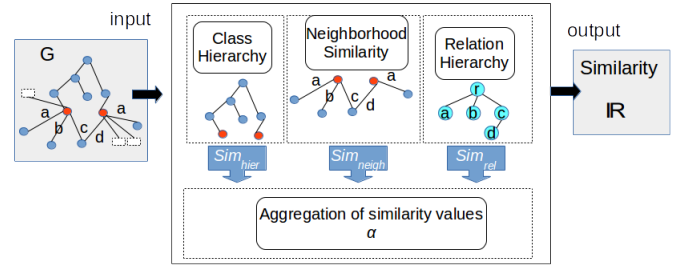 input
output
G
a
b
c
d
a
Class
Hierarchy
Neighborhood
Similarity
a
b
c
d
a
Relation
Hierarchy
r
a
b
c
d
Sim hier
Sim neigh
Sim rel
Aggregation of similarity values
α
Similarity
IR